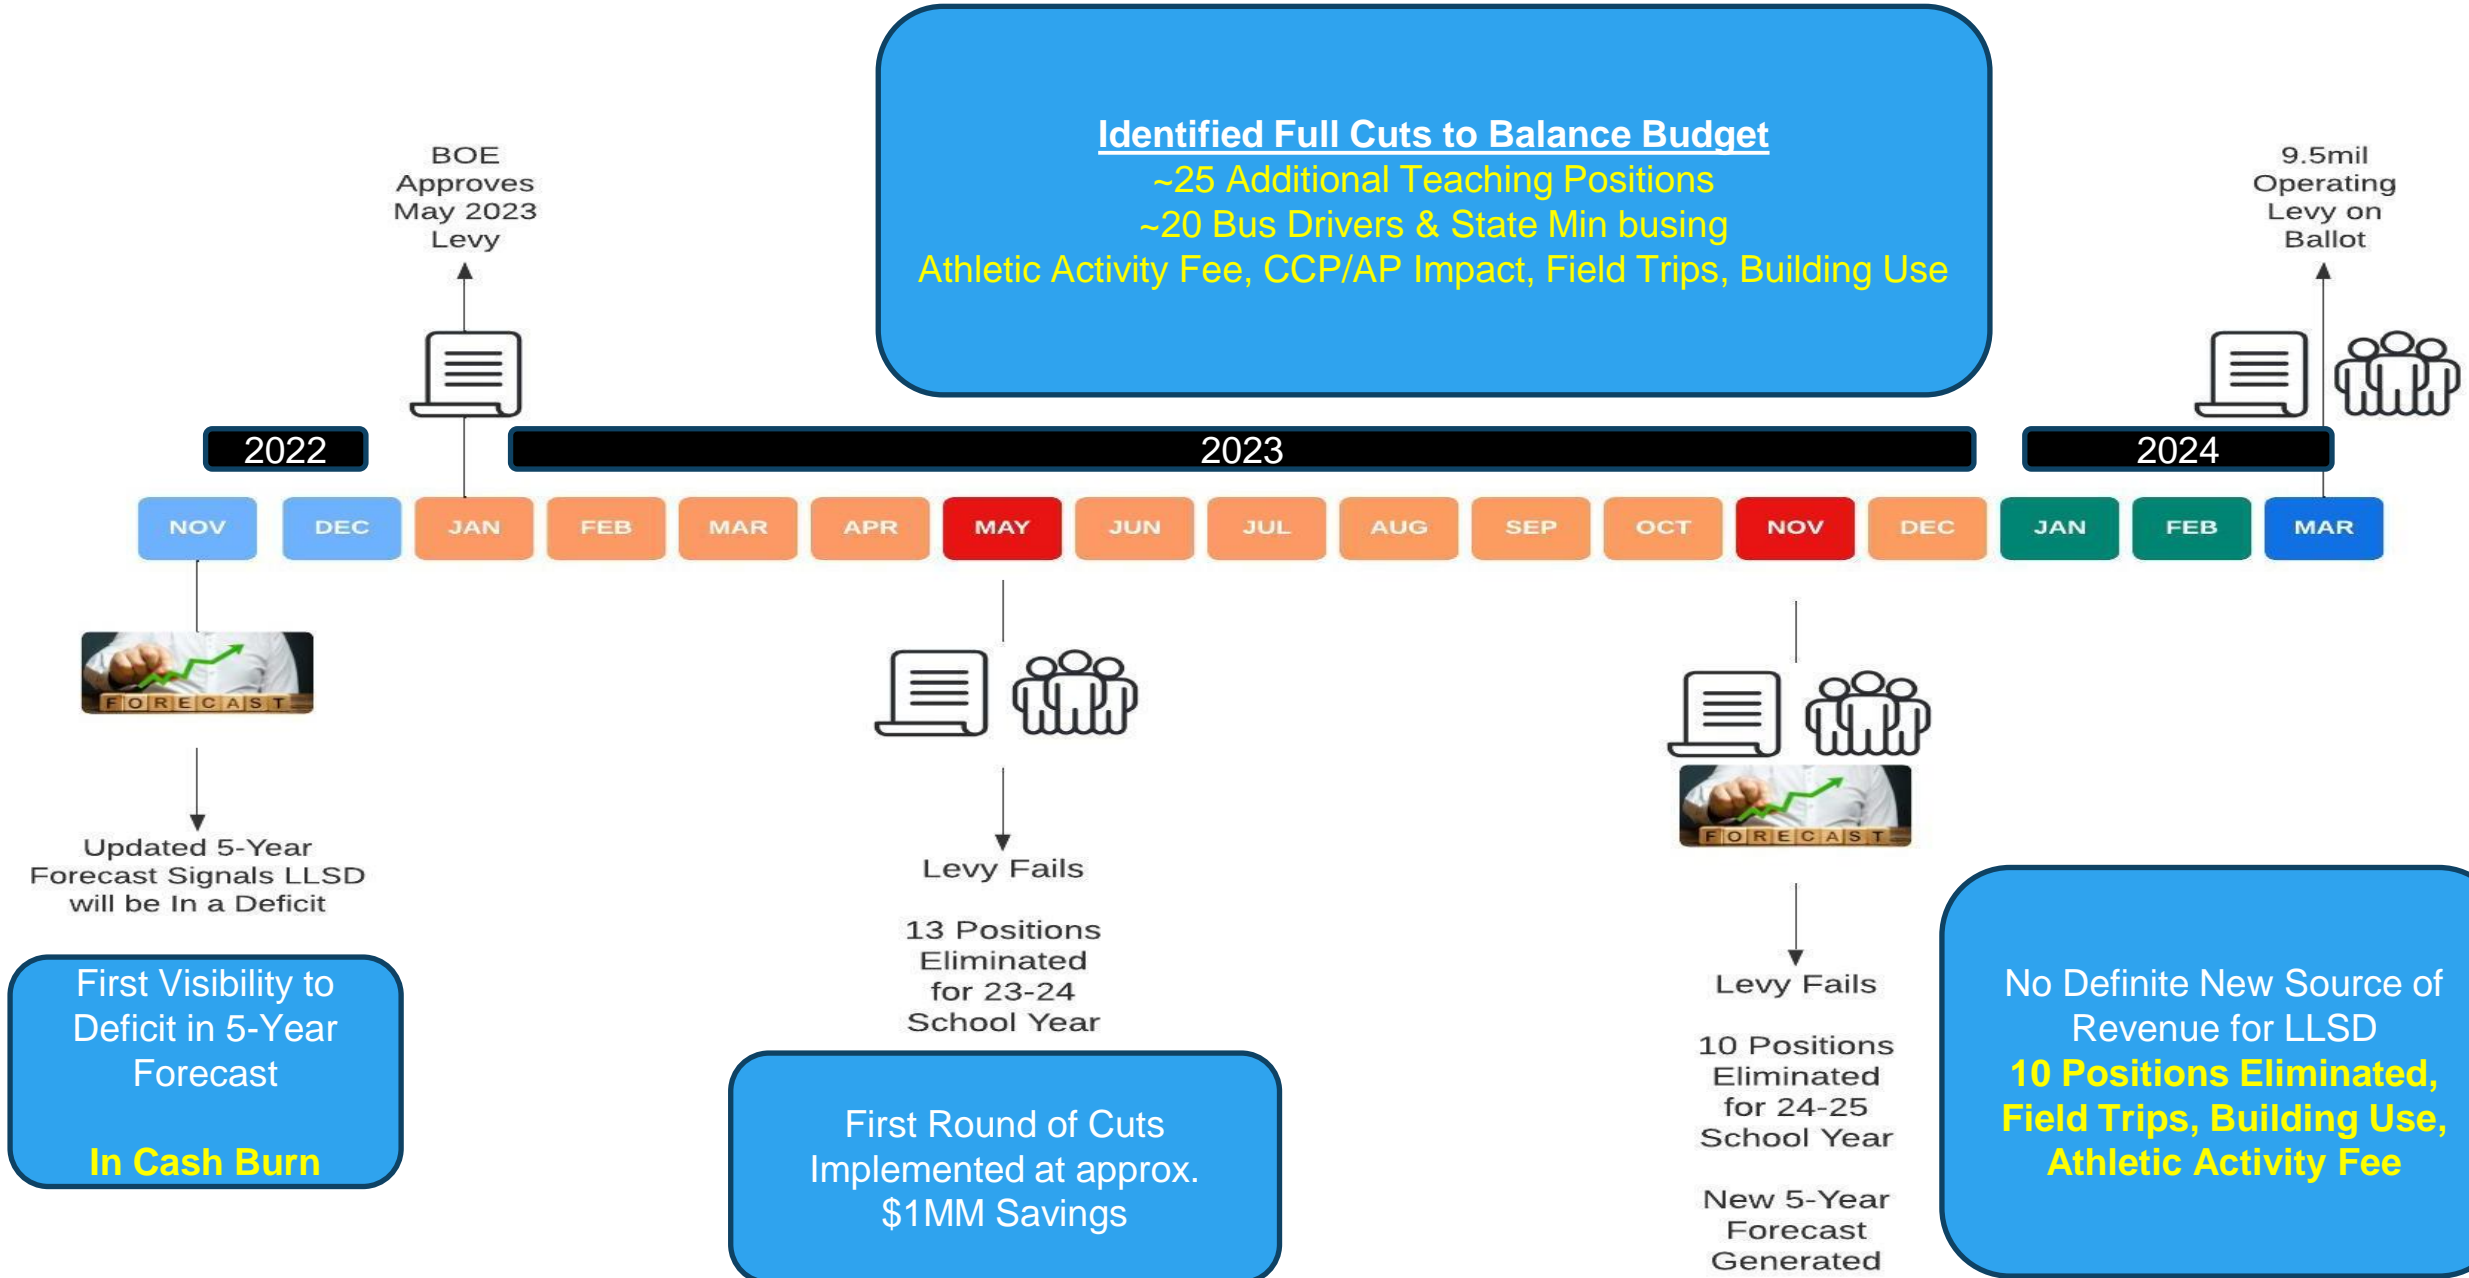 Identified Full Cuts to Balance Budget
~25 Additional Teaching Positions
~20 Bus Drivers & State Min busing
Athletic Activity Fee, CCP/AP Impact, Field Trips, Building Use
BOE
Approves
May 2023
Levy
9.5mil
Operating
Levy on
Ballot
2022
2023
2024
NOV
DEC
JAN
FEB
MAR
APR
MAY
JUN
JUL
AUG
SEP
OCT
NOV
DEC
JAN
FEB
MAR
FORECAST
Updated 5-Year
Forecast Signals LLSD
will be In a Deficit
First Visibility to
Deficit in 5-Year
Forecast
In Cash Burn
Levy Fails
13 Positions
Eliminated
for 23-24
School Year
First Round of Cuts
Implemented at approx.
$1MM Savings
FORECAST
Levy Fails
10 Positions
Eliminated
for 24-25
School Year
New 5-Year
Forecast
Generated
No Definite New Source of
Revenue for LLSD
10 Positions Eliminated,
Field Trips, Building Use,
Athletic Activity Fee